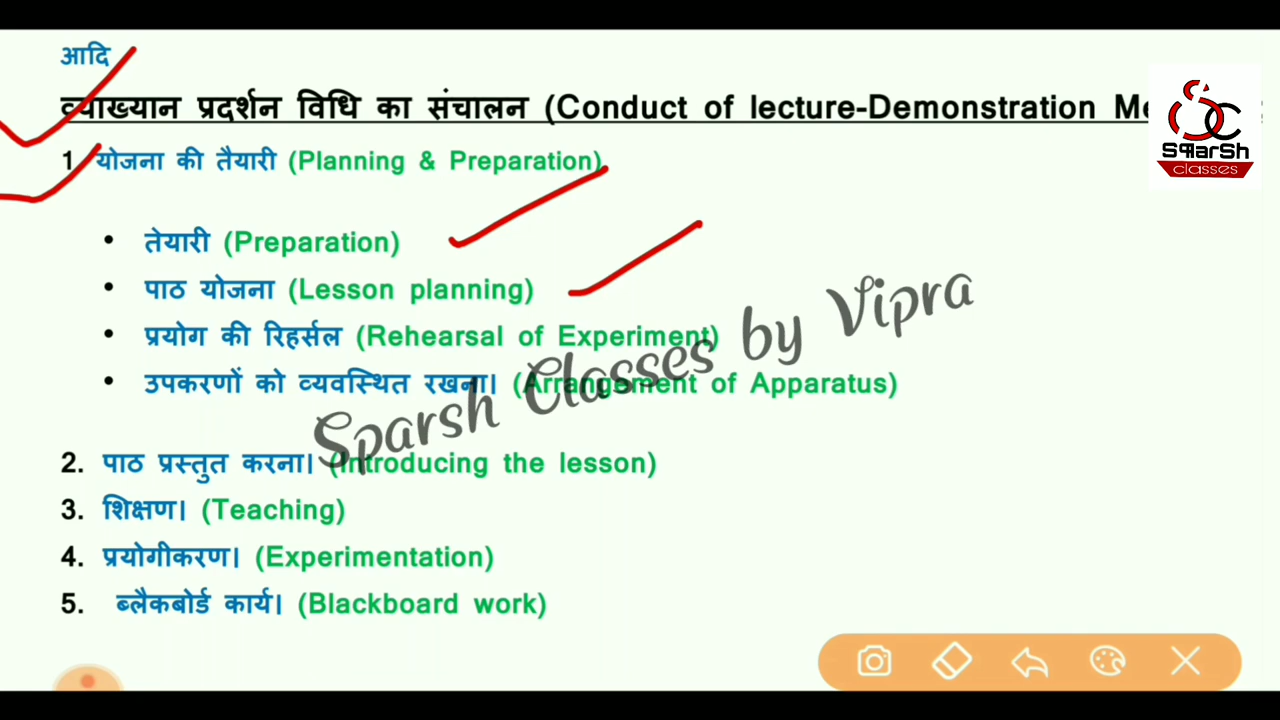 आदि
व्याख्यान प्रदर्शन विधि का संचालन (Conduct of lecture-Demonstration
1. योजना की तैयारी (Planning & Preparation)
• तेयारी (Preparation)
• पाठ योजना (Lesson planning)
• प्रयोग की रिहर्सल (Rehearsal of Experiment)
• उपकरणों को व्यवस्थित रखना। (Arrangement of Apparatus)
2. पाठ प्रस्तुत करना। (Introducing the lesson)
3. शिक्षण। (Teaching)
4. प्रयोगीकरण। (Experimentation)
5. ब्लैकबोर्ड कार्य। (Blackboard work)
Sparsh Classes by Vipra
SC
SपarSh
classes